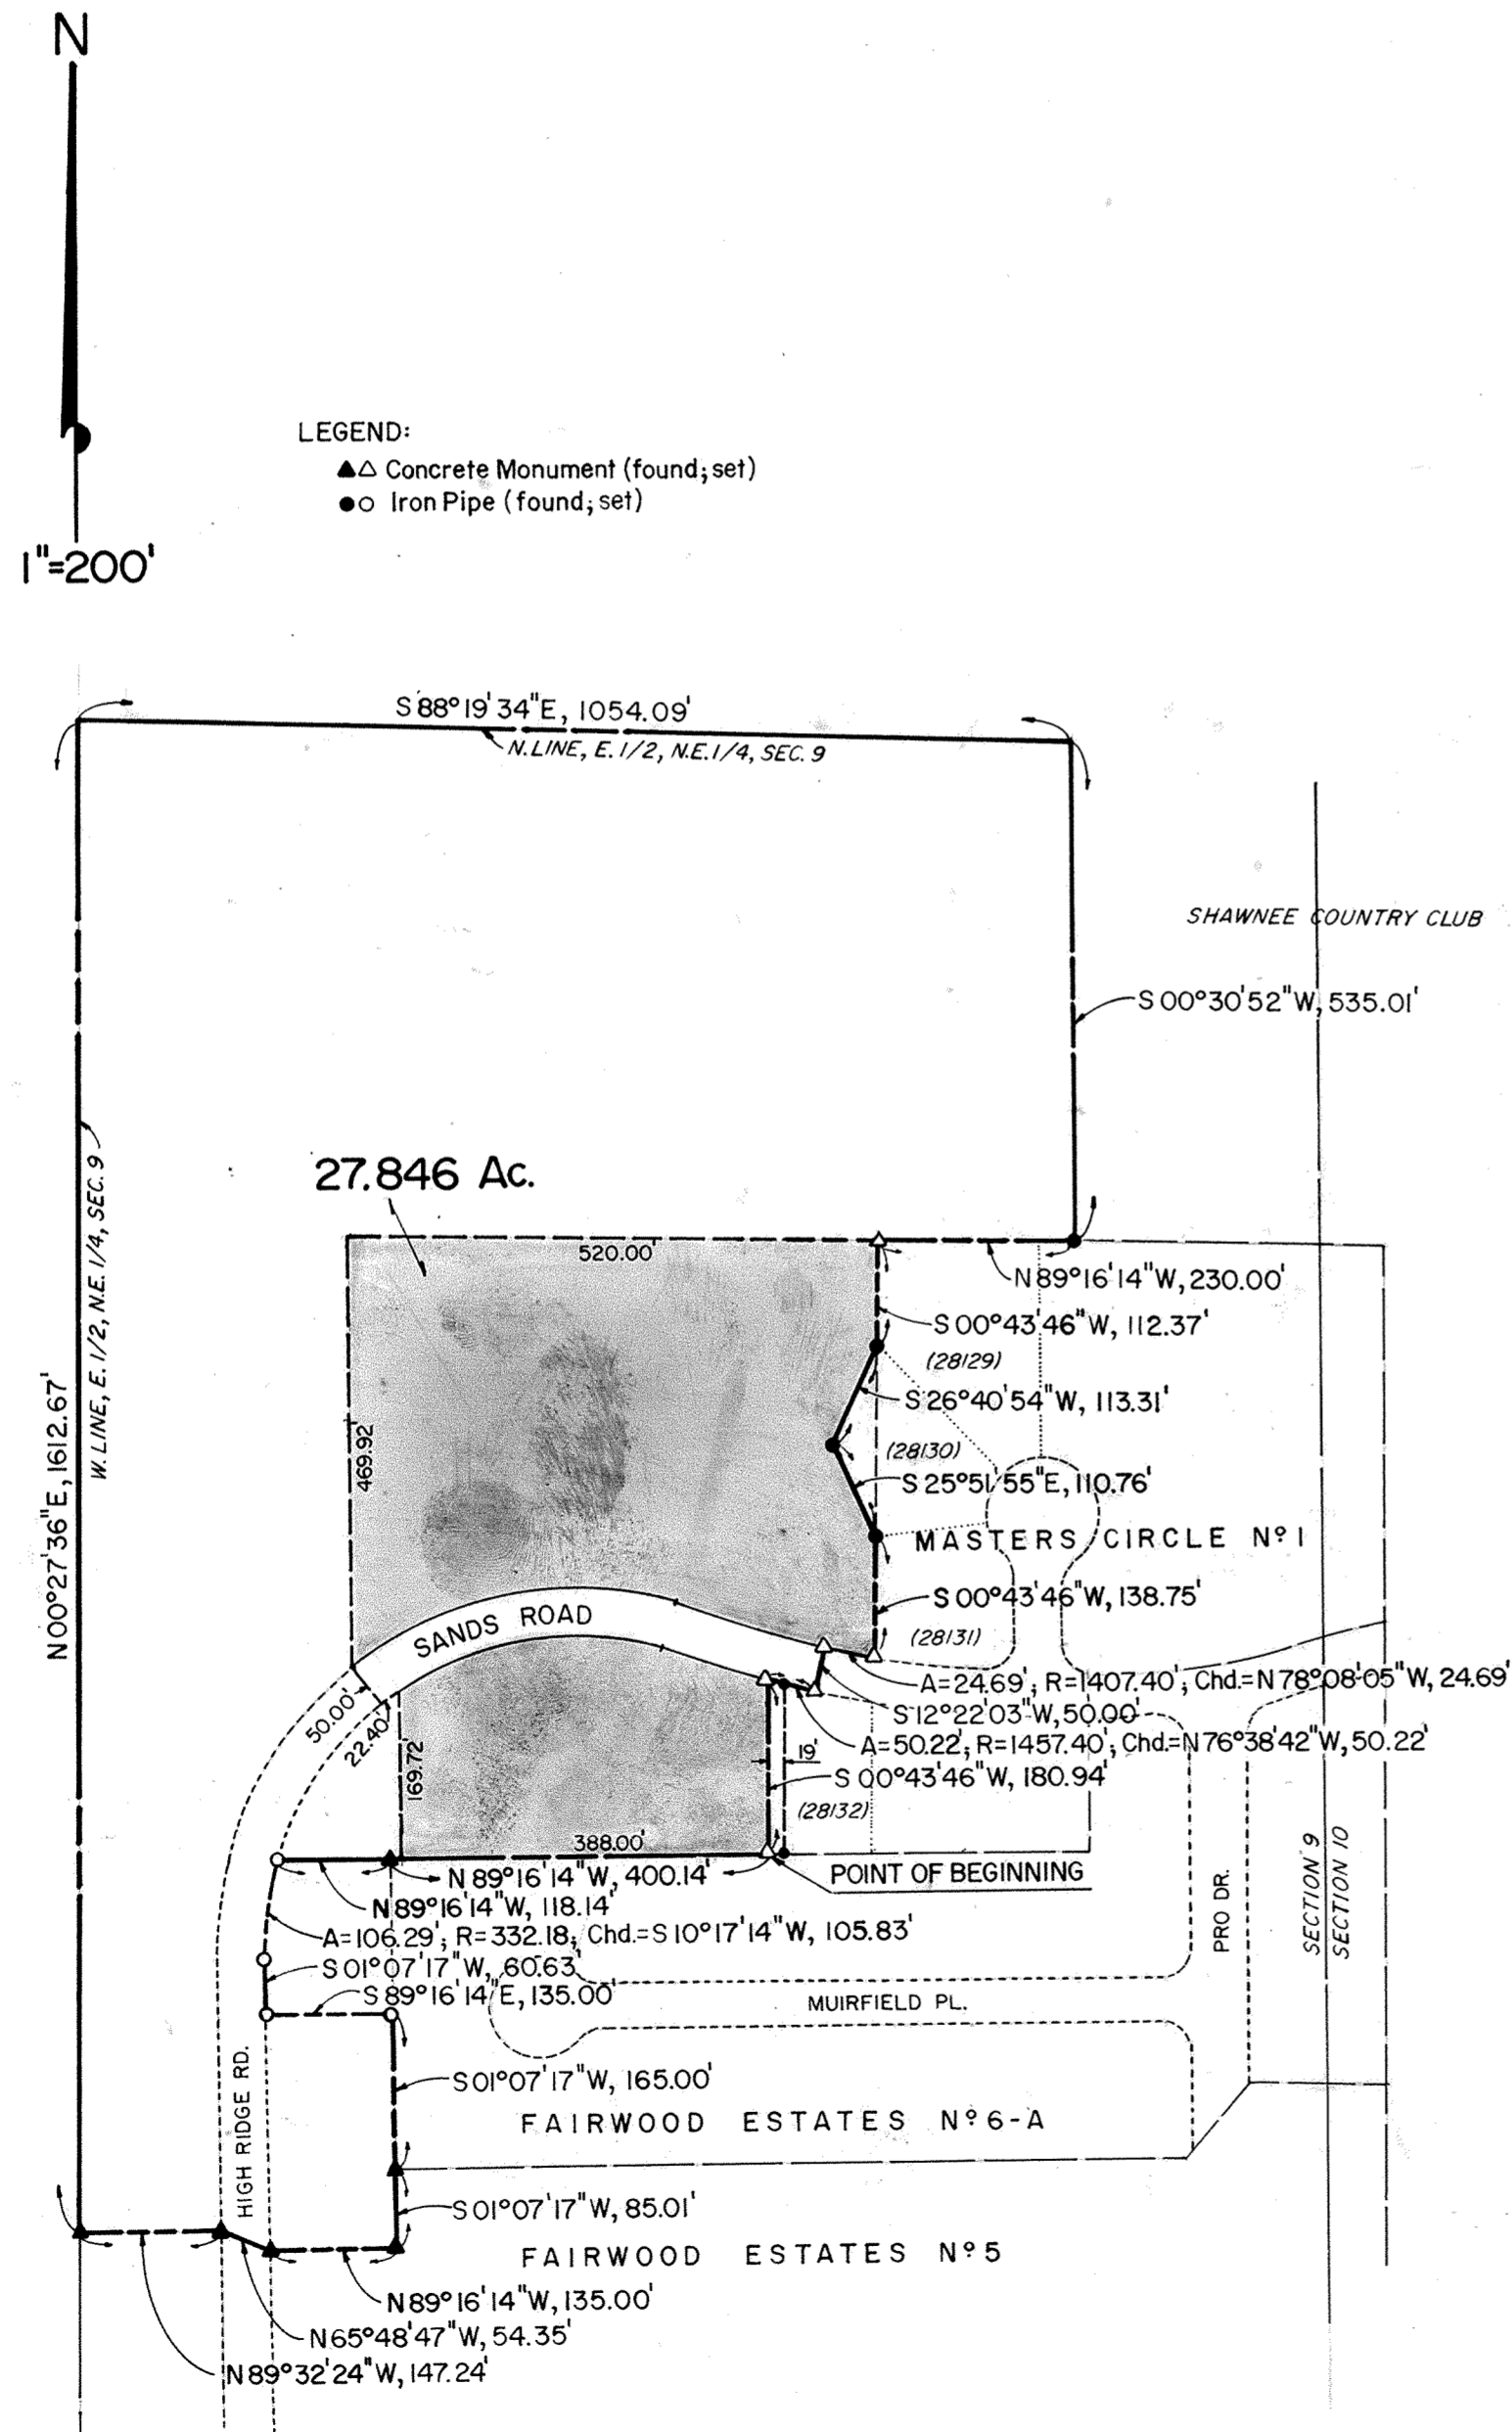 N
LEGEND:
▲△ Concrete Monument (found; set)
●○ Iron Pipe (found; set)
1"=200'
S 88°19'34"E, 1054.09'
N. LINE, E. 1/2, N.E. 1/4, SEC. 9
SHAWNEE COUNTRY CLUB
S 00°30'52"W, 535.01'
27.846 Ac.
W. LINE, E. 1/2, N.E. 1/4, SEC. 9
N00°27'36"E, 1612.67'
520.00'
N 89°16'14"W, 230.00'
S 00°43'46"W, 112.37'
(28129)
S 26°40'54"W, 113.31'
469.92
(28130)
S 25°51'55"E, 110.76'
MASTERS CIRCLE Nº 1
S 00°43'46"W, 138.75'
SANDS ROAD
(28131)
A=24.69'; R=1407.40'; Chd.=N 78°08'05"W, 24.69'
S 12°22'03"W, 50.00'
50.00'
22.40'
A=50.22'; R=1457.40'; Chd.=N 76°38'42"W, 50.22'
19'
169.72'
S 00°43'46"W, 180.94'
(28132)
388.00'
N 89°16'14"W, 400.14'
POINT OF BEGINNING
N 89°16'14"W, 118.14'
A=106.29'; R=332.18; Chd.=S 10°17'14"W, 105.83'
PRO DR.
SECTION 9
SECTION 10
S 01°07'17"W, 60.63'
S 89°16'14"E, 135.00'
MUIRFIELD PL.
HIGH RIDGE RD.
S 01°07'17"W, 165.00'
FAIRWOOD ESTATES Nº 6-A
S 01°07'17"W, 85.01'
FAIRWOOD ESTATES Nº 5
N 89°16'14"W, 135.00'
N 65°48'47"W, 54.35'
N 89°32'24"W, 147.24'